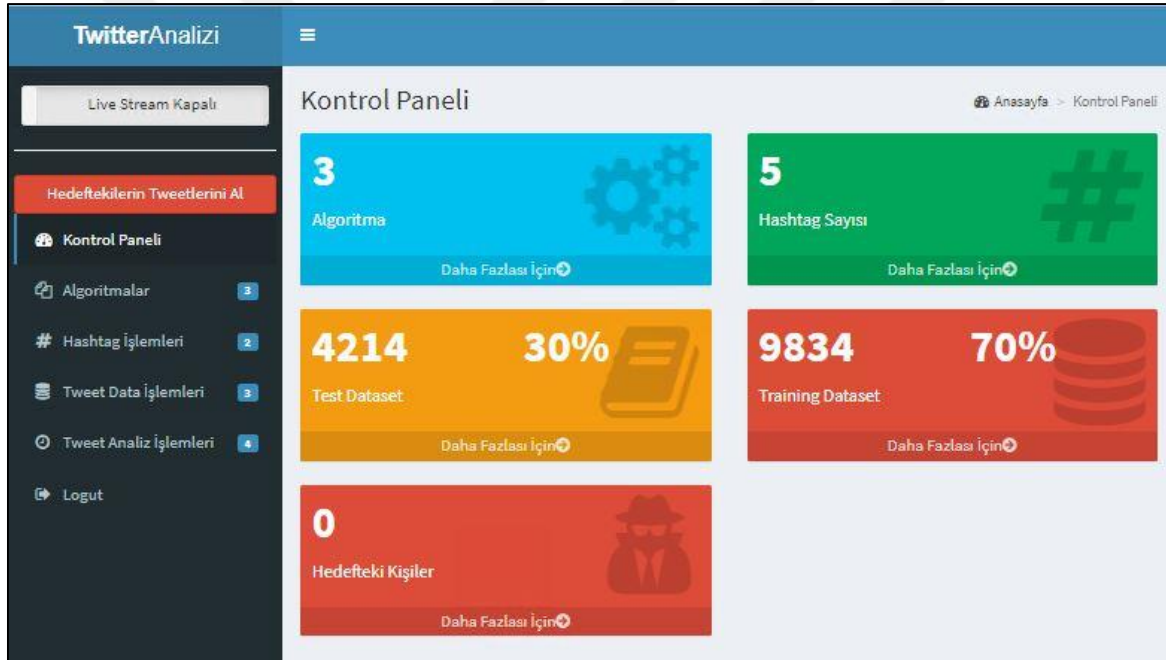 TwitterAnalizi
Live Stream Kapalı
Hedeftekilerin Tweetlerini Al
Kontrol Paneli
Algoritmalar 3
# Hashtag İşlemleri 2
Tweet Data İşlemleri 3
Tweet Analiz İşlemleri 4
Logut
Kontrol Paneli
Anasayfa > Kontrol Paneli
3
Algoritma
Daha Fazlası İçin
5
Hashtag Sayısı
Daha Fazlası İçin
4214 30%
Test Dataset
Daha Fazlası İçin
9834 70%
Training Dataset
Daha Fazlası İçin
0
Hedefteki Kişiler
Daha Fazlası İçin